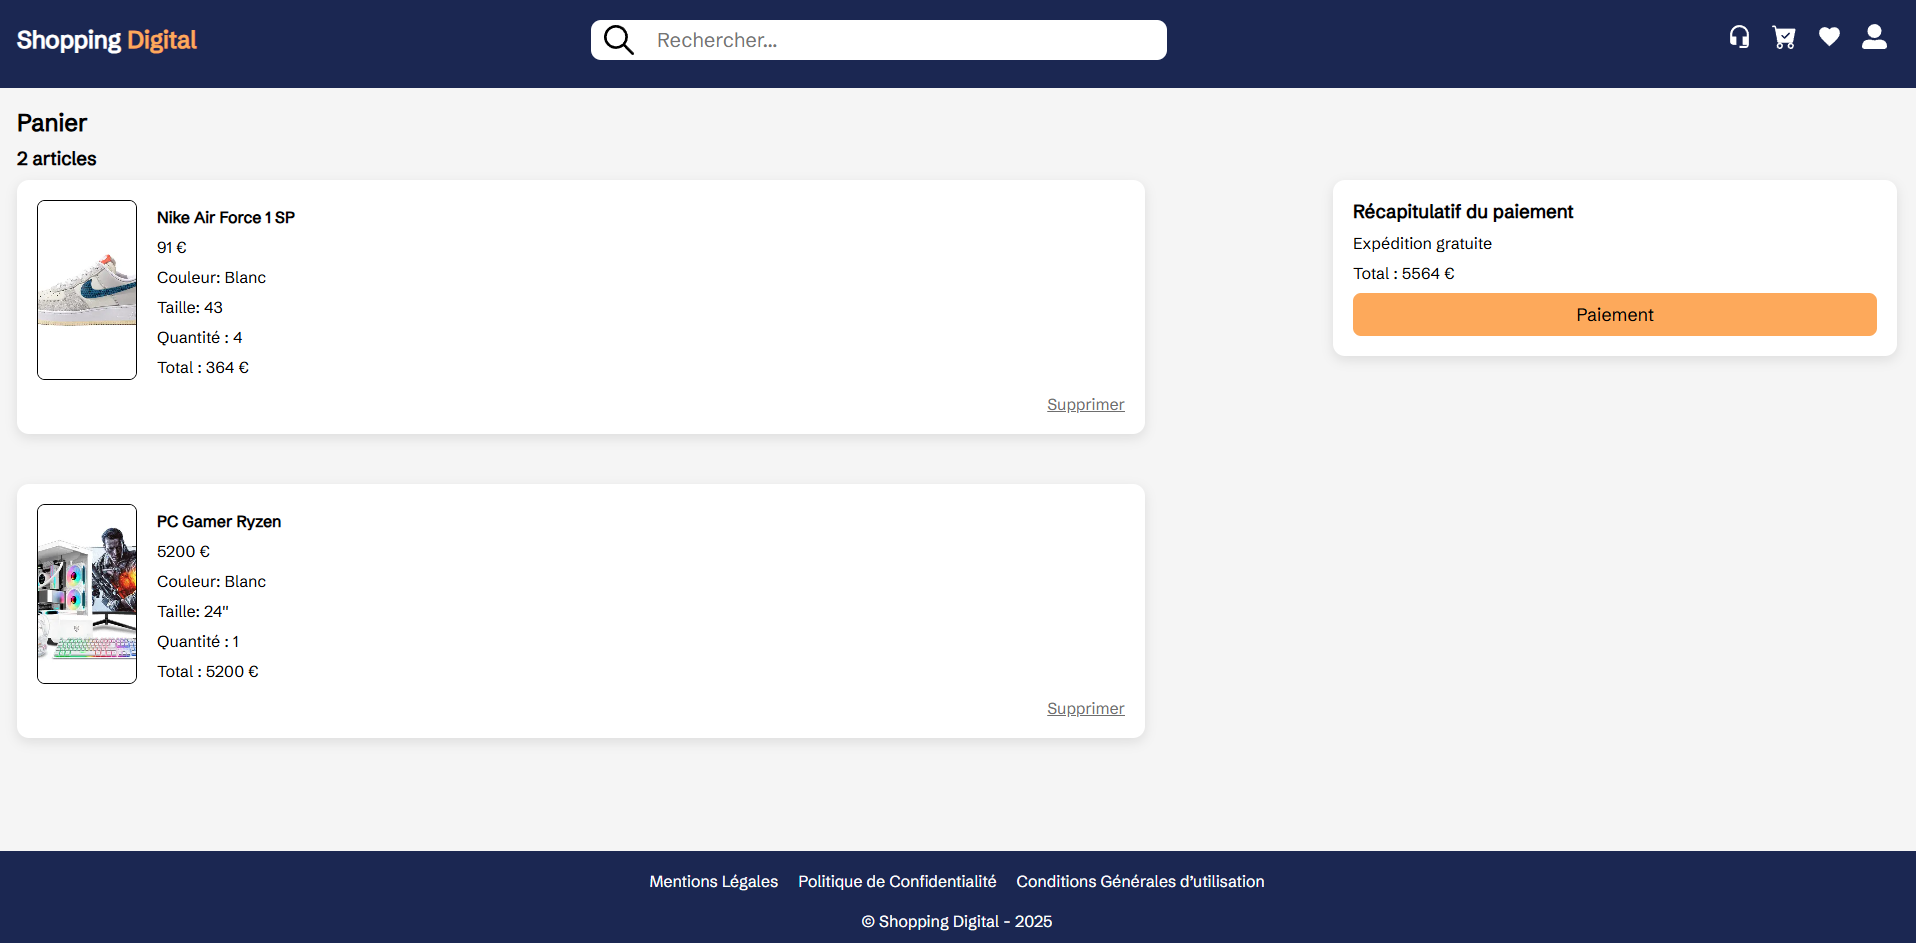 Shopping Digital
Rechercher...
Panier
2 articles
Nike Air Force 1 SP
91 €
Couleur: Blanc
Taille: 43
Quantité : 4
Total : 364 €
Supprimer
PC Gamer Ryzen
5200 €
Couleur: Blanc
Taille: 24"
Quantité : 1
Total : 5200 €
Supprimer
Récapitulatif du paiement
Expédition gratuite
Total : 5564 €
Paiement
Mentions Légales Politique de Confidentialité Conditions Générales d’utilisation
© Shopping Digital - 2025